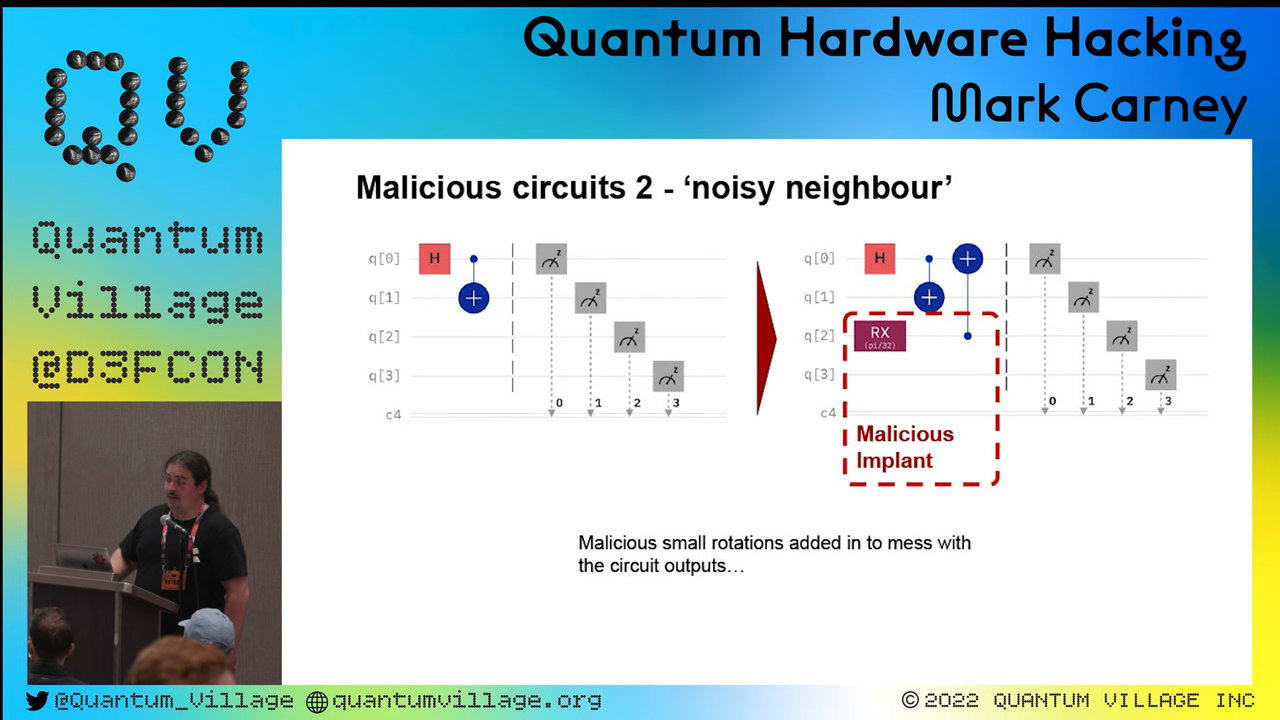 Quantum Hardware Hacking
Mark Carney
QV
Quantum
Village
@D3FCON
Malicious circuits 2 - ‘noisy neighbour’
q[0] H z
q[1] z
q[2] z
q[3] z
c4 0 1 2 3
q[0] H z
q[1] z
q[2] RX (pi/32) z
q[3] z
c4 0 1 2 3
Malicious
Implant
Malicious small rotations added in to mess with
the circuit outputs…
@Quantum_Village quantumvillage.org
© 2022 QUANTUM VILLAGE INC